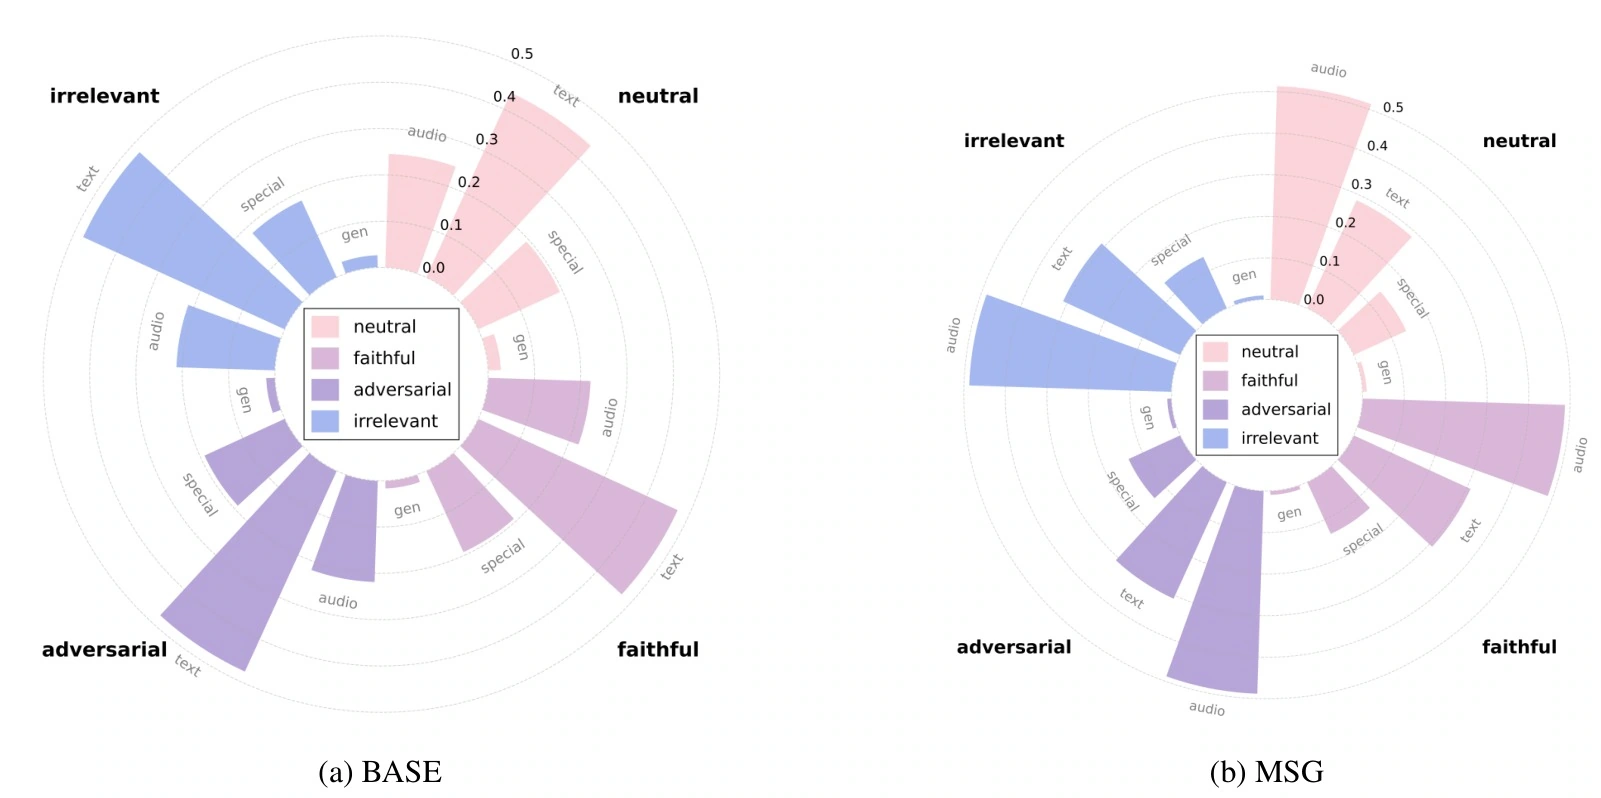 irrelevant
neutral
0.5
0.4
0.3
0.2
0.1
0.0
audio
text
special
gen
audio
text
special
gen
audio
text
special
gen
audio
text
special
gen
neutral
faithful
adversarial
irrelevant
adversarial
faithful
(a) BASE
irrelevant
neutral
0.5
0.4
0.3
0.2
0.1
0.0
audio
text
special
gen
audio
text
special
gen
audio
text
special
gen
audio
text
special
gen
neutral
faithful
adversarial
irrelevant
adversarial
faithful
(b) MSG